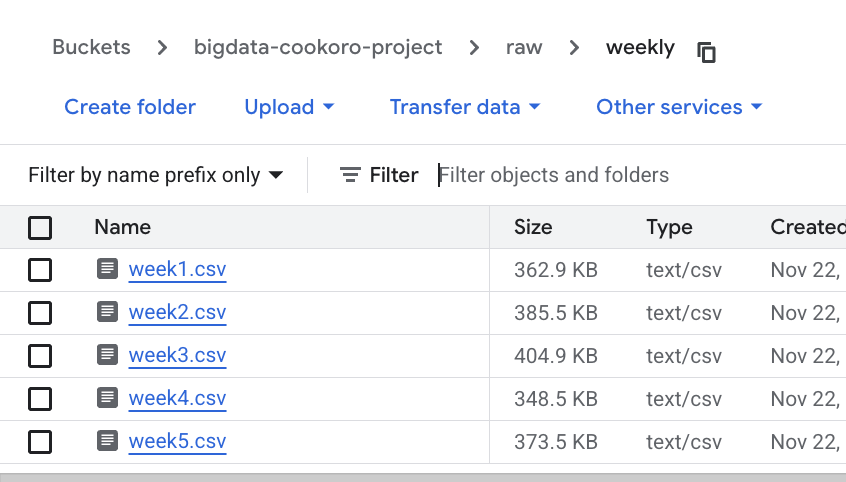 Buckets > bigdata-cookoro-project > raw > weekly
Create folder Upload Transfer data Other services
Filter by name prefix only Filter Filter objects and folders
Name Size Type Created
week1.csv 362.9 KB text/csv Nov 22,
week2.csv 385.5 KB text/csv Nov 22,
week3.csv 404.9 KB text/csv Nov 22,
week4.csv 348.5 KB text/csv Nov 22,
week5.csv 373.5 KB text/csv Nov 22,